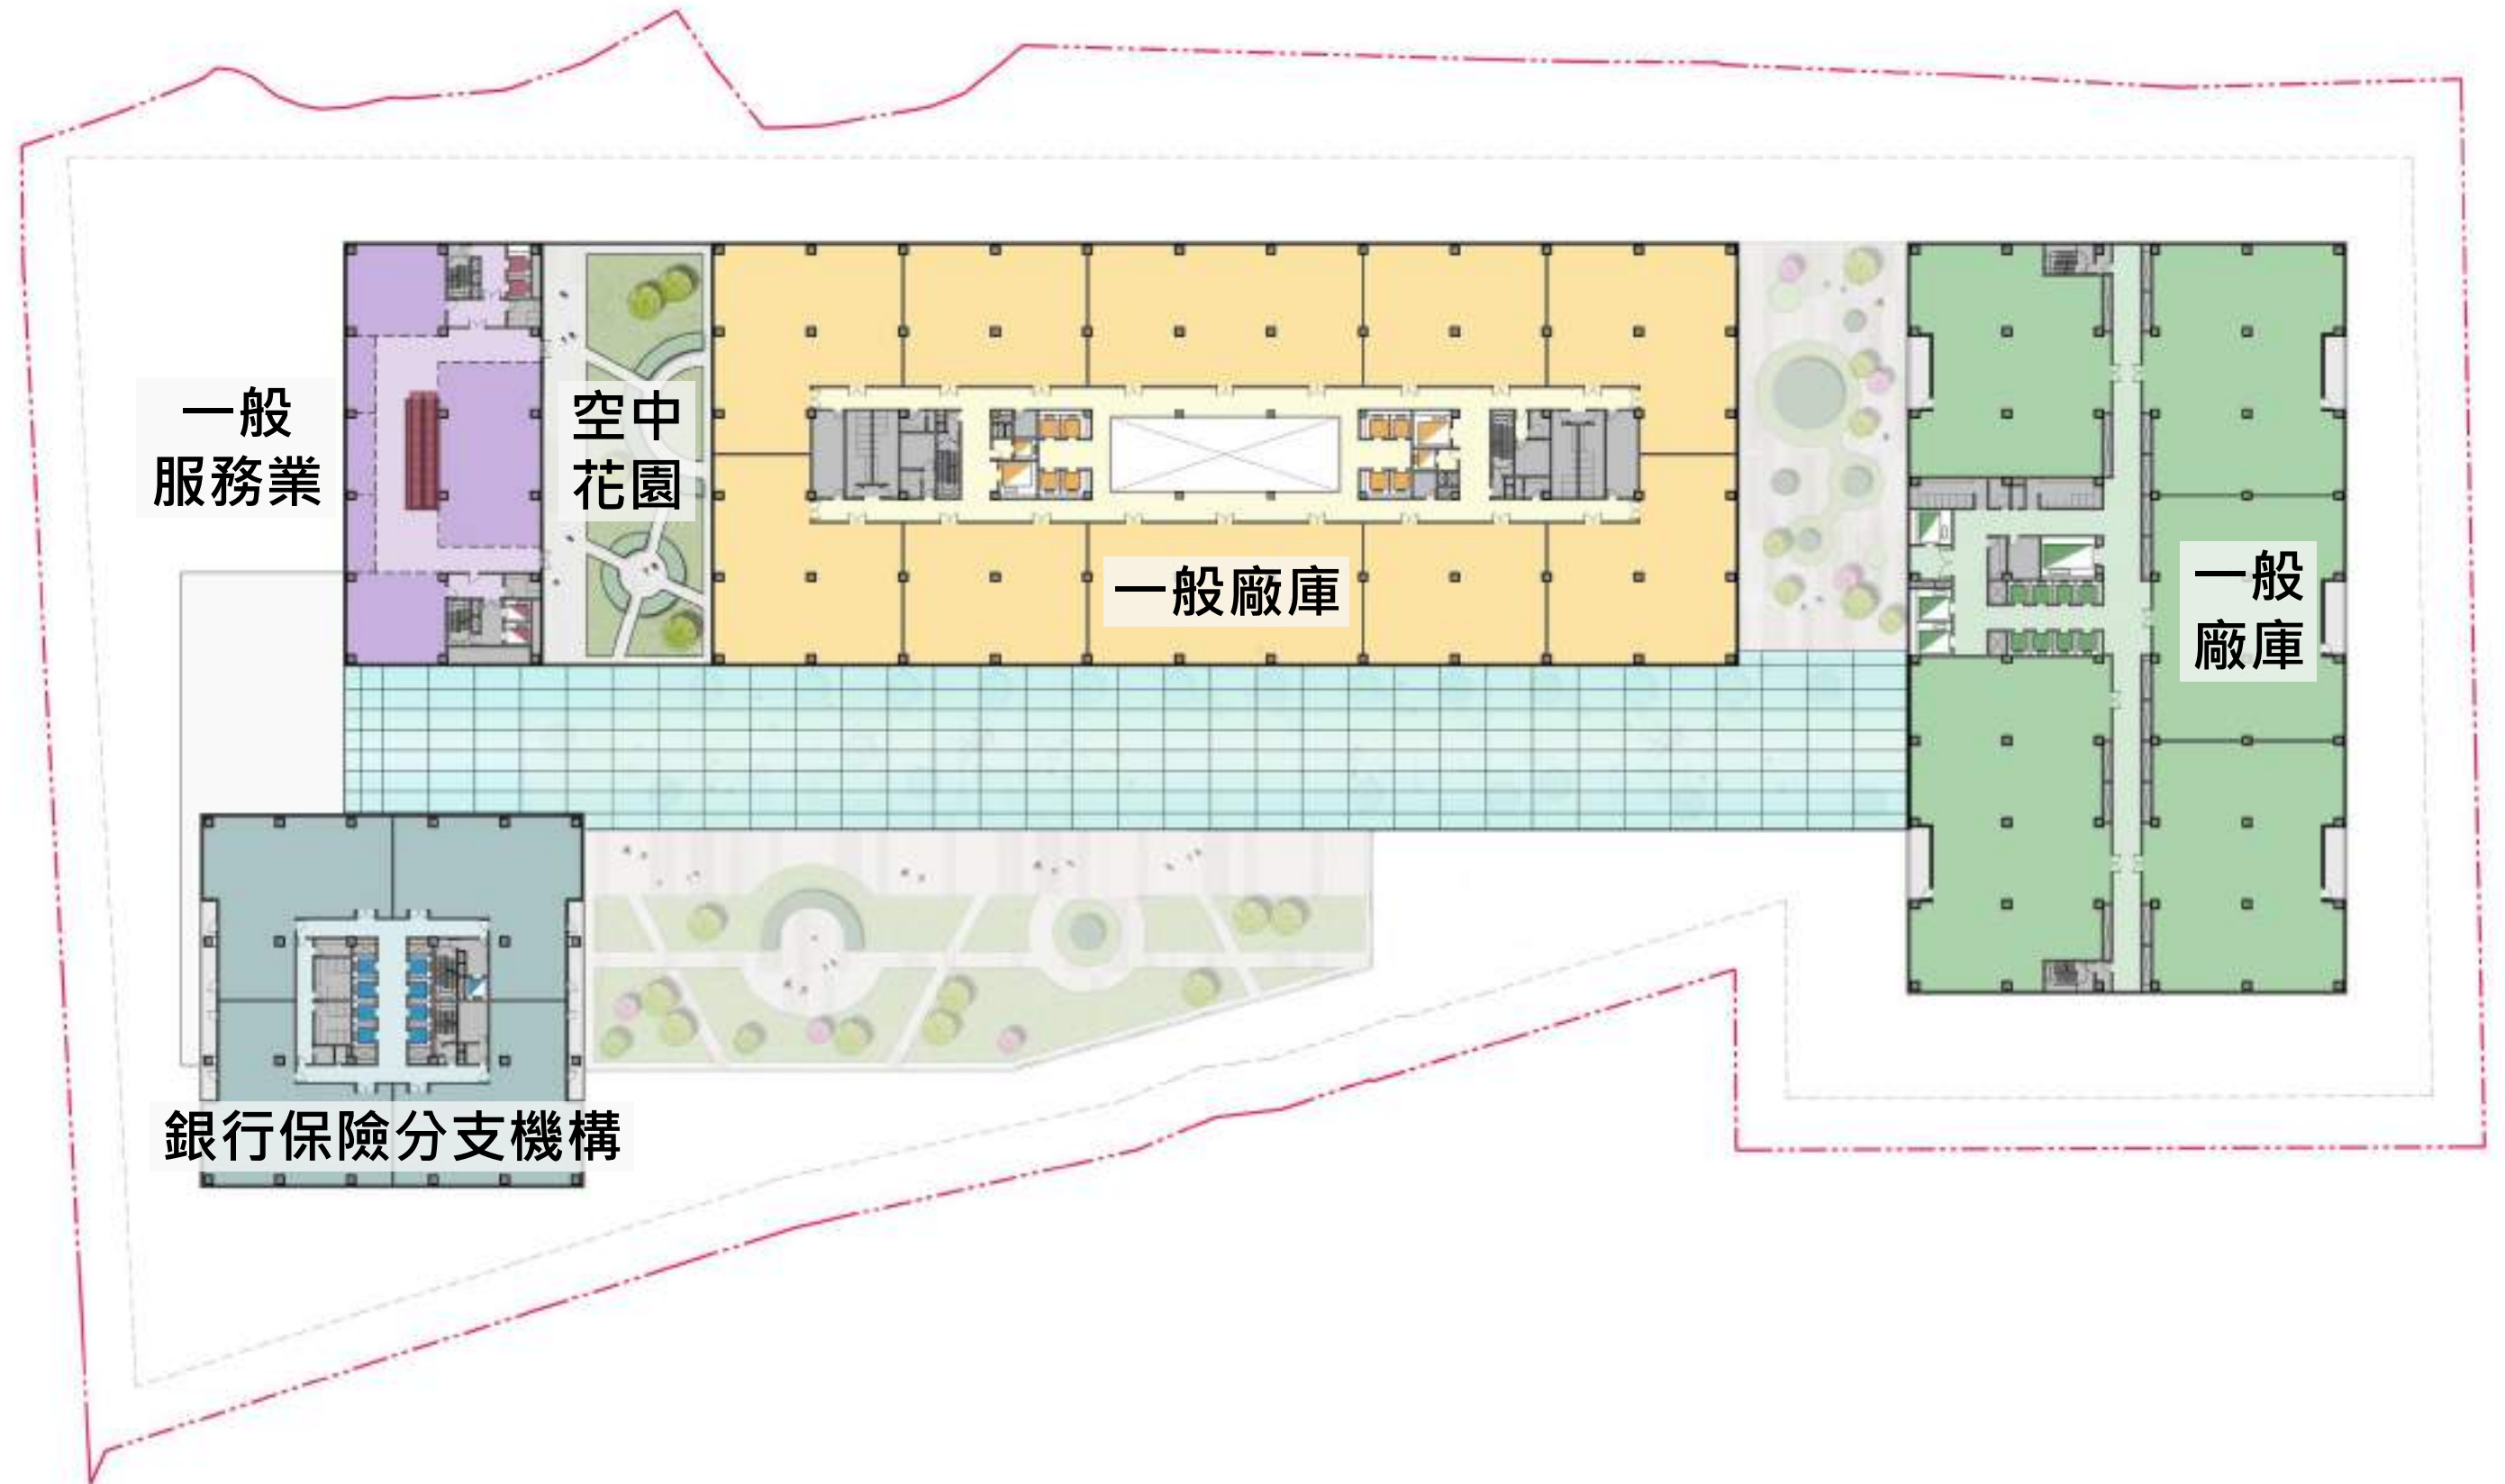 一般
服務業
空中
花園
一般廠庫
一般
廠庫
銀行保險分支機構